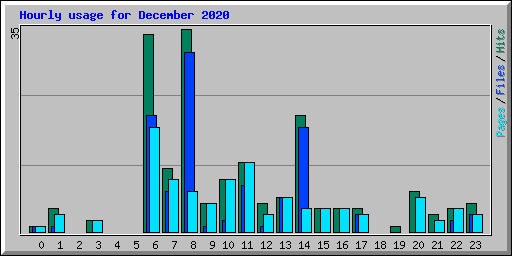 Hourly usage for December 2020
35
Pages/Files/Hits
0 1 2 3 4 5 6 7 8 9 10 11 12 13 14 15 16 17 18 19 20 21 22 23